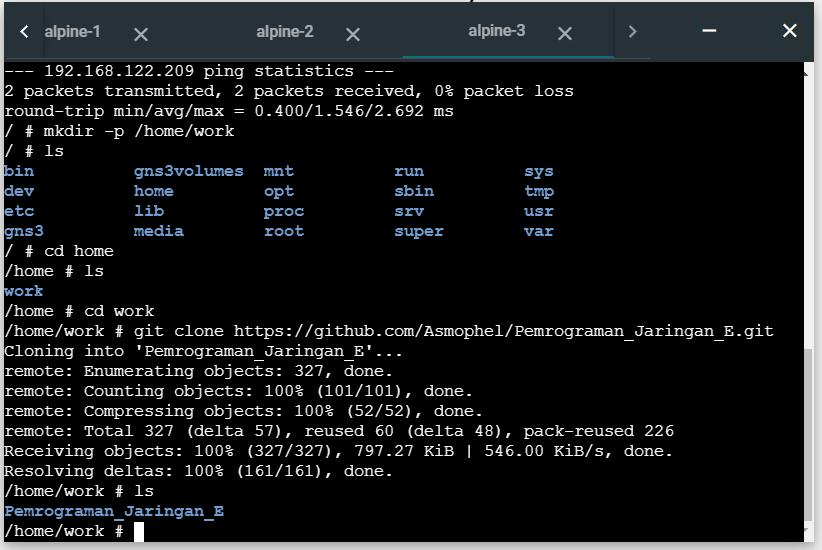 alpine-1 alpine-2 alpine-3
--- 192.168.122.209 ping statistics ---
2 packets transmitted, 2 packets received, 0% packet loss
round-trip min/avg/max = 0.400/1.546/2.692 ms
/ # mkdir -p /home/work
/ # ls
bin gns3volumes mnt run sys
dev home opt sbin tmp
etc lib proc srv usr
gns3 media root super var
/ # cd home
/home # ls
work
/home # cd work
/home/work # git clone https://github.com/Asmophel/Pemrograman_Jaringan_E.git
Cloning into 'Pemrograman_Jaringan_E'...
remote: Enumerating objects: 327, done.
remote: Counting objects: 100% (101/101), done.
remote: Compressing objects: 100% (52/52), done.
remote: Total 327 (delta 57), reused 60 (delta 48), pack-reused 226
Receiving objects: 100% (327/327), 797.27 KiB | 546.00 KiB/s, done.
Resolving deltas: 100% (161/161), done.
/home/work # ls
Pemrograman_Jaringan_E
/home/work #